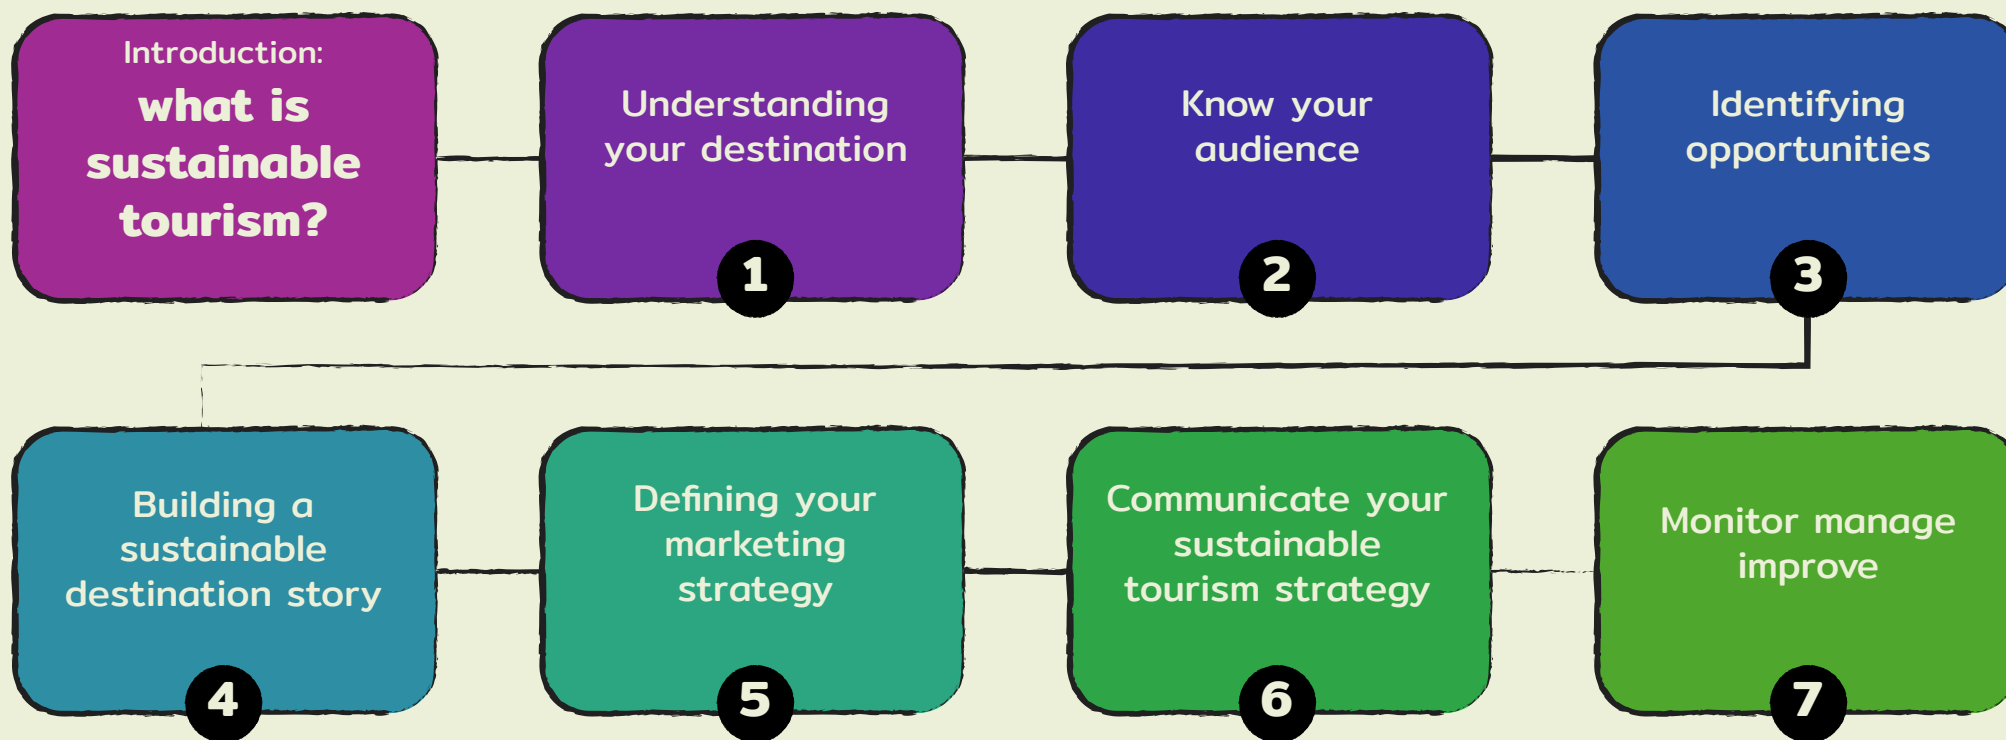 Introduction:
what is
sustainable
tourism?
Understanding
your destination
1
Know your
audience
2
Identifying
opportunities
3
Building a
sustainable
destination story
4
Defining your
marketing
strategy
5
Communicate your
sustainable
tourism strategy
6
Monitor manage
improve
7